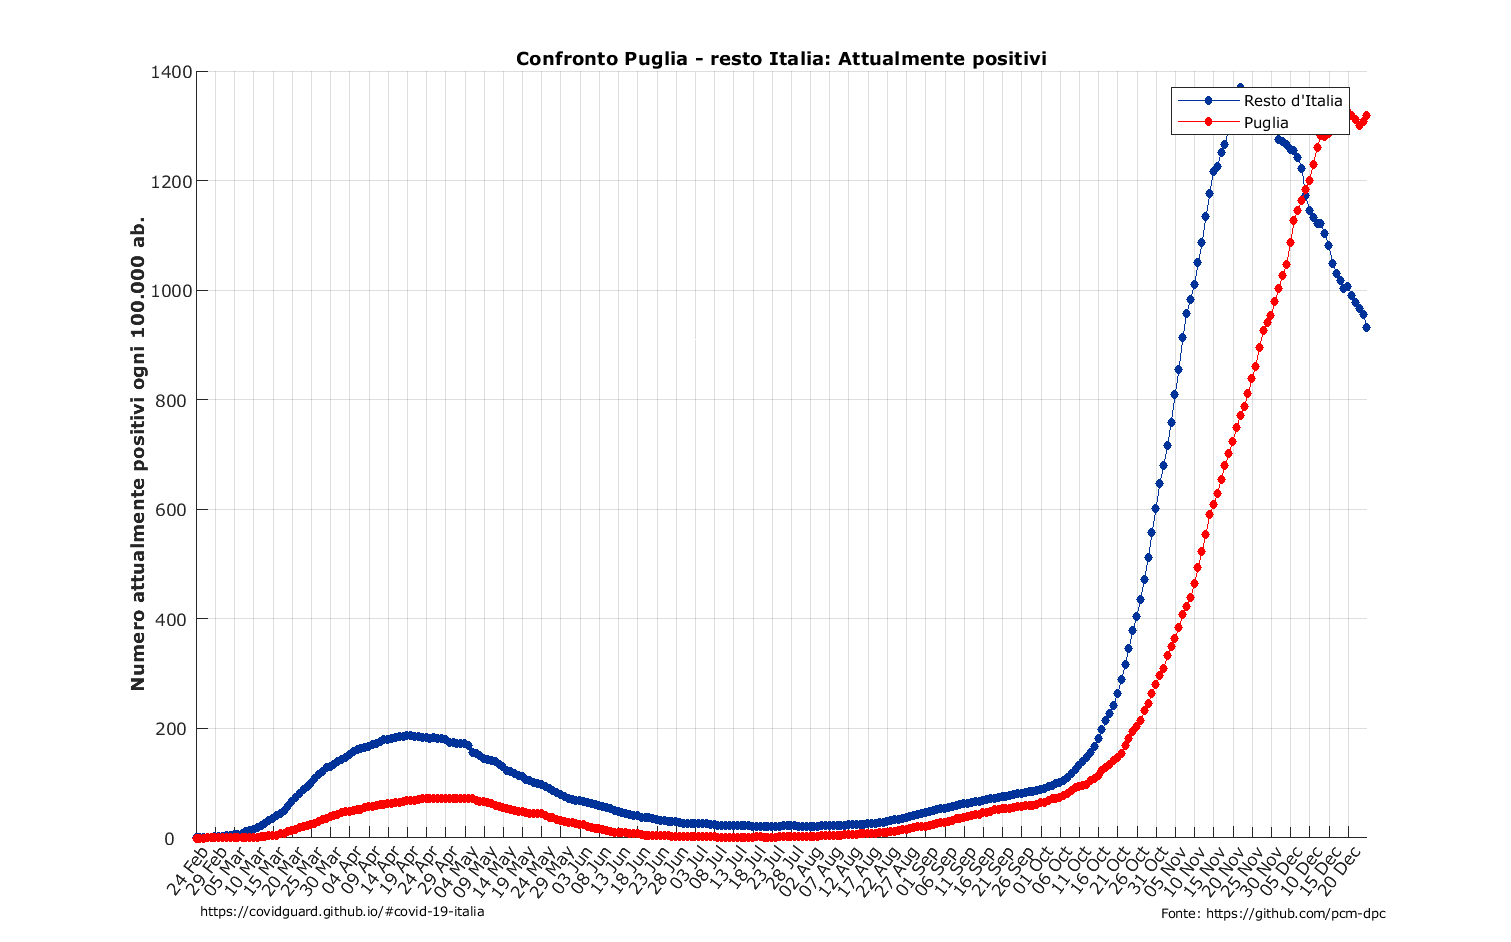 Confronto Puglia - resto Italia: Attualmente positivi
Numero attualmente positivi ogni 100.000 ab.
1400
1200
1000
800
600
400
200
0
Resto d'Italia
Puglia
24 Feb
29 Feb
05 Mar
10 Mar
15 Mar
20 Mar
25 Mar
30 Mar
04 Apr
09 Apr
14 Apr
19 Apr
24 Apr
29 Apr
04 May
09 May
14 May
19 May
24 May
29 May
03 Jun
08 Jun
13 Jun
18 Jun
23 Jun
28 Jun
03 Jul
08 Jul
13 Jul
18 Jul
23 Jul
28 Jul
02 Aug
07 Aug
12 Aug
17 Aug
22 Aug
27 Aug
01 Sep
06 Sep
11 Sep
16 Sep
21 Sep
26 Sep
01 Oct
06 Oct
11 Oct
16 Oct
21 Oct
26 Oct
31 Oct
05 Nov
10 Nov
15 Nov
20 Nov
25 Nov
30 Nov
05 Dec
10 Dec
15 Dec
20 Dec
https://covidguard.github.io/#covid-19-italia
Fonte: https://github.com/pcm-dpc